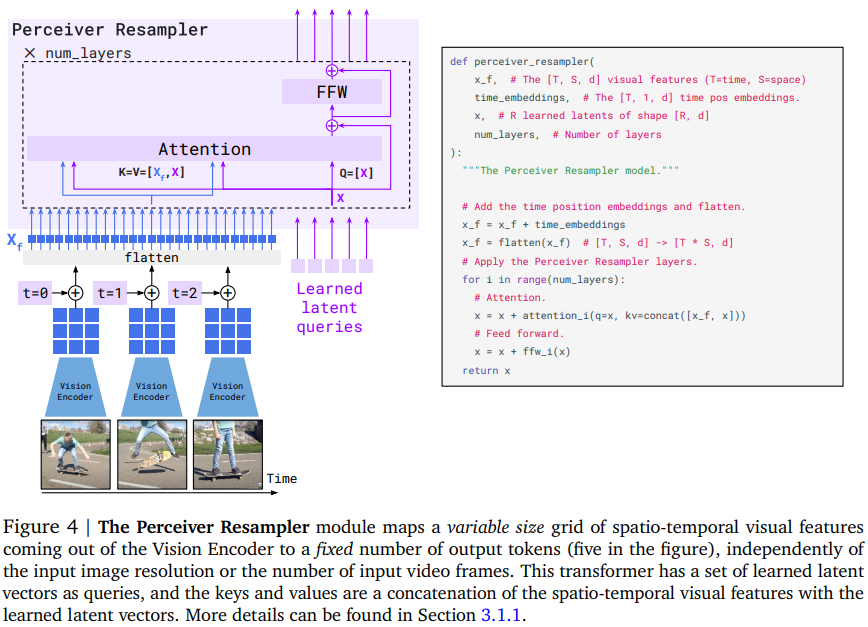 Perceiver Resampler
× num_layers
FFW
Attention
K=V=[Xf,X]
Q=[X]
X
Xf
flatten
t=0
t=1
t=2
Learned
latent
queries
Vision
Encoder
Vision
Encoder
Vision
Encoder
Time
def perceiver_resampler(
x_f,  # The [T, S, d] visual features (T=time, S=space)
time_embeddings,  # The [T, 1, d] time pos embeddings.
x,  # R learned latents of shape [R, d]
num_layers,  # Number of layers
):
"""The Perceiver Resampler model."""
# Add the time position embeddings and flatten.
x_f = x_f + time_embeddings
x_f = flatten(x_f)  # [T, S, d] -> [T * S, d]
# Apply the Perceiver Resampler layers.
for i in range(num_layers):
# Attention.
x = x + attention_i(q=x, kv=concat([x_f, x]))
# Feed forward.
x = x + ffw_i(x)
return x
Figure 4 | The Perceiver Resampler module maps a variable size grid of spatio-temporal visual features
coming out of the Vision Encoder to a fixed number of output tokens (five in the figure), independently of
the input image resolution or the number of input video frames. This transformer has a set of learned latent
vectors as queries, and the keys and values are a concatenation of the spatio-temporal visual features with the
learned latent vectors. More details can be found in Section 3.1.1.